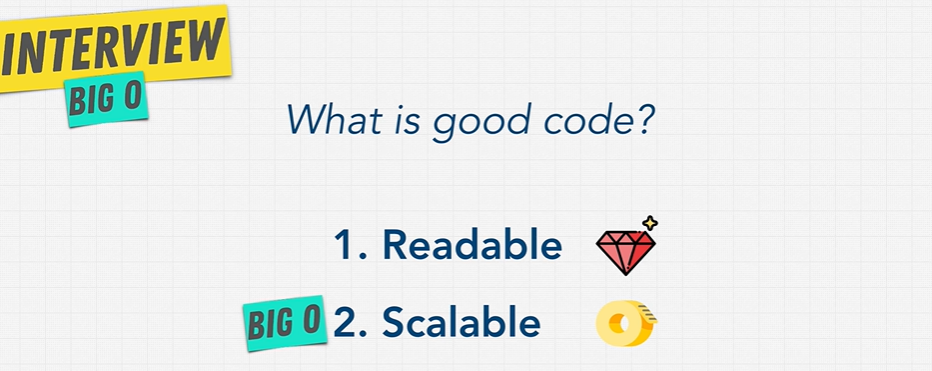 INTERVIEW
BIG O
What is good code?
1. Readable
BIG O 2. Scalable